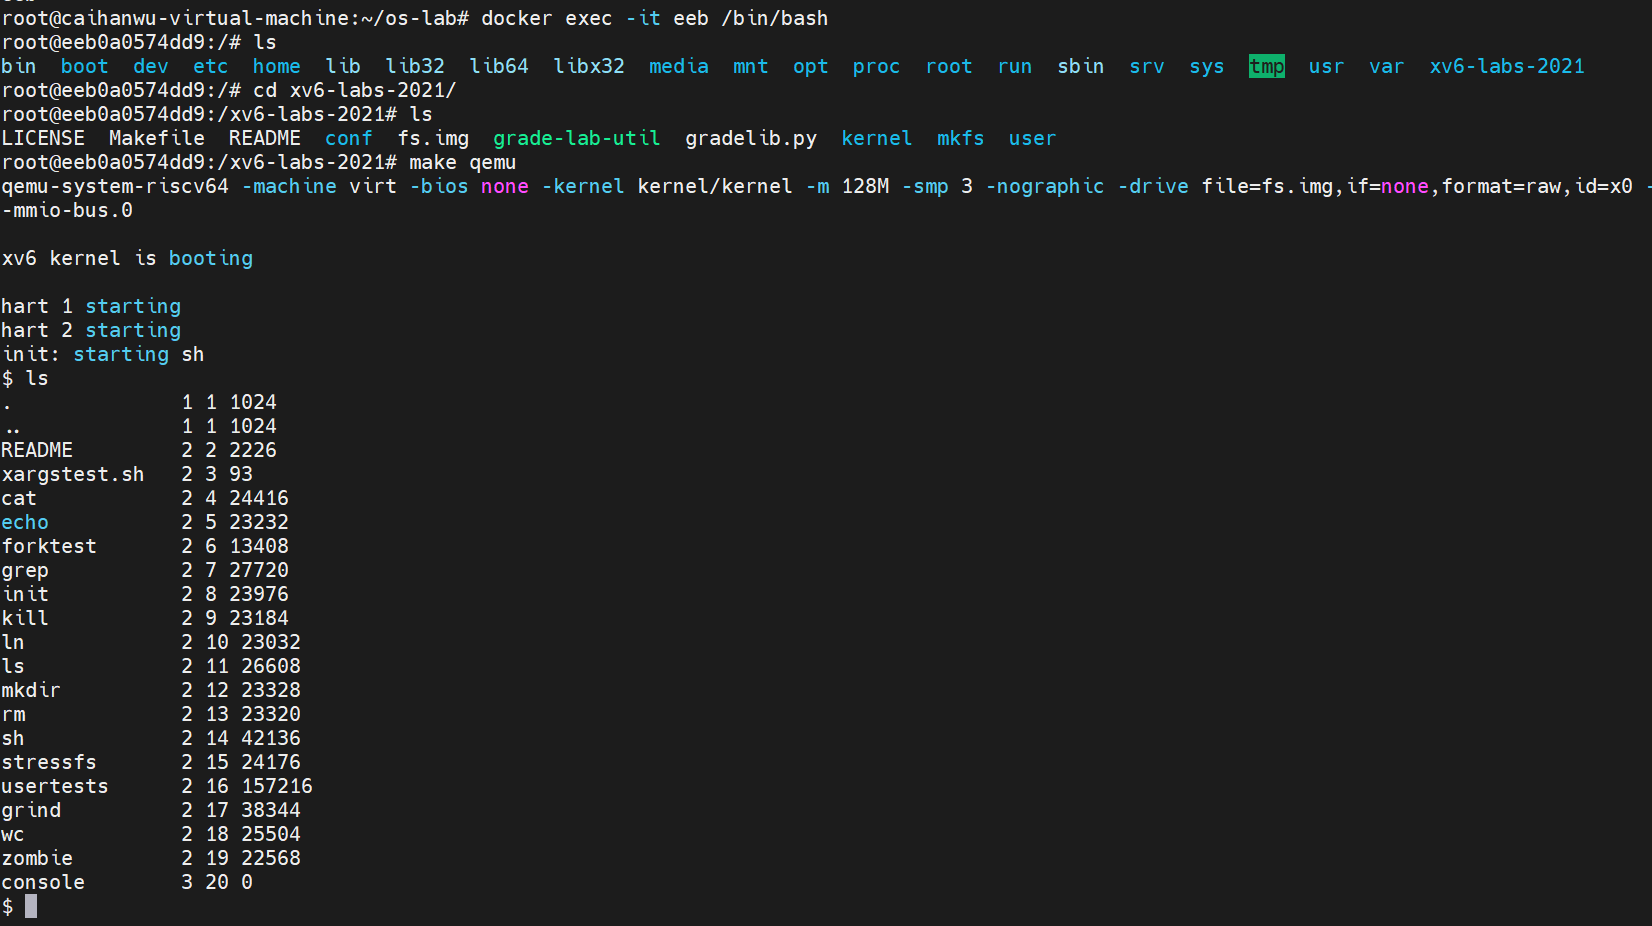 root@caihanwu-virtual-machine:~/os-lab# docker exec -it eeb /bin/bash
root@eeb0a0574dd9:/# ls
bin  boot  dev  etc  home  lib  lib32  lib64  libx32  media  mnt  opt  proc  root  run  sbin  srv  sys  tmp  usr  var  xv6-labs-2021
root@eeb0a0574dd9:/# cd xv6-labs-2021/
root@eeb0a0574dd9:/xv6-labs-2021# ls
LICENSE  Makefile  README  conf  fs.img  grade-lab-util  gradelib.py  kernel  mkfs  user
root@eeb0a0574dd9:/xv6-labs-2021# make qemu
qemu-system-riscv64 -machine virt -bios none -kernel kernel/kernel -m 128M -smp 3 -nographic -drive file=fs.img,if=none,format=raw,id=x0 -
-mmio-bus.0
xv6 kernel is booting
hart 1 starting
hart 2 starting
init: starting sh
$ ls
.              1 1 1024
..             1 1 1024
README         2 2 2226
xargstest.sh   2 3 93
cat            2 4 24416
echo           2 5 23232
forktest       2 6 13408
grep           2 7 27720
init           2 8 23976
kill           2 9 23184
ln             2 10 23032
ls             2 11 26608
mkdir          2 12 23328
rm             2 13 23320
sh             2 14 42136
stressfs       2 15 24176
usertests      2 16 157216
grind          2 17 38344
wc             2 18 25504
zombie         2 19 22568
console        3 20 0
$